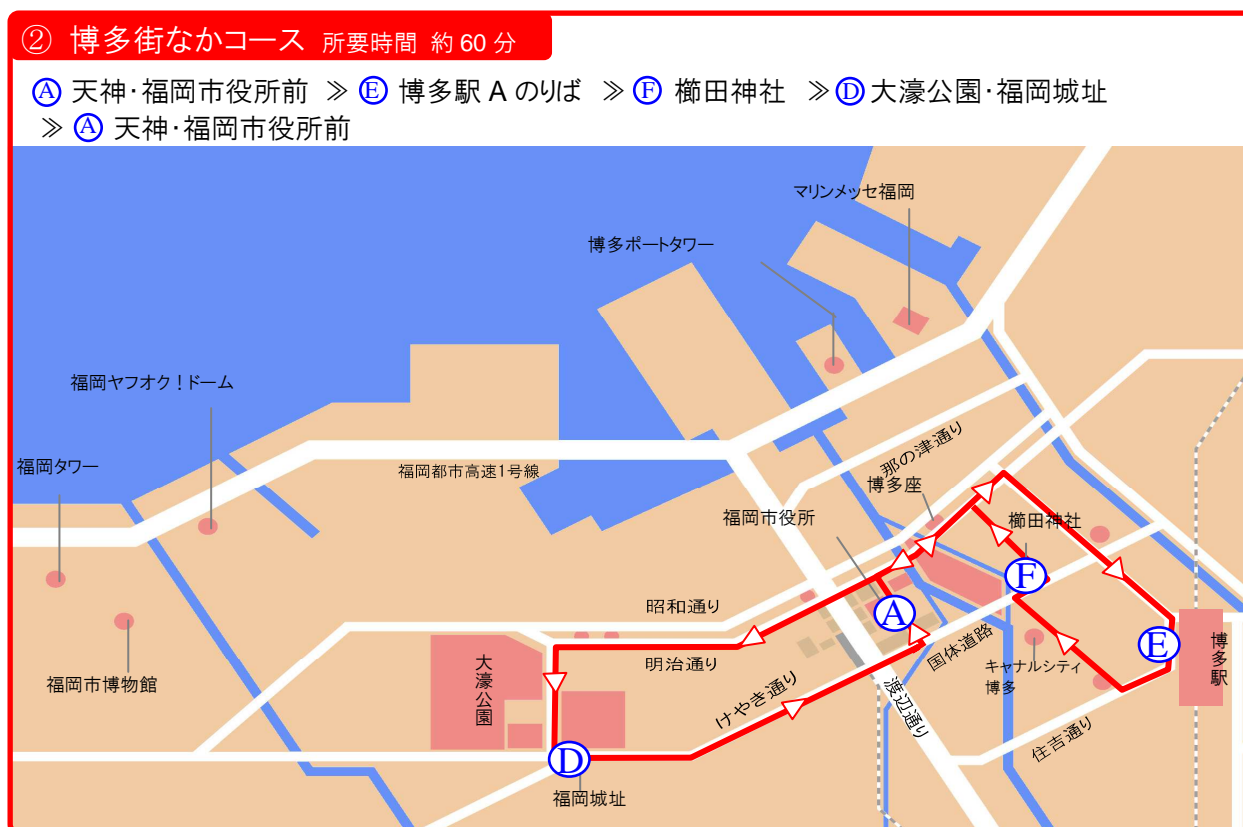 ② 博多街なかコース 所要時間 約 60 分
Ⓐ 天神・福岡市役所前 ≫ Ⓔ 博多駅 A のりば ≫ Ⓕ 櫛田神社 ≫ Ⓓ 大濠公園・福岡城址
≫ Ⓐ 天神・福岡市役所前
マリンメッセ福岡
博多ポートタワー
福岡ヤフオク！ドーム
福岡タワー
福岡都市高速1号線
那の津通り
博多座
福岡市役所
櫛田神社
F
A
昭和通り
明治通り
国体道路
E
博多駅
キャナルシティ
博多
大濠公園
福岡市博物館
けやき通り
渡辺通り
住吉通り
D
福岡城址